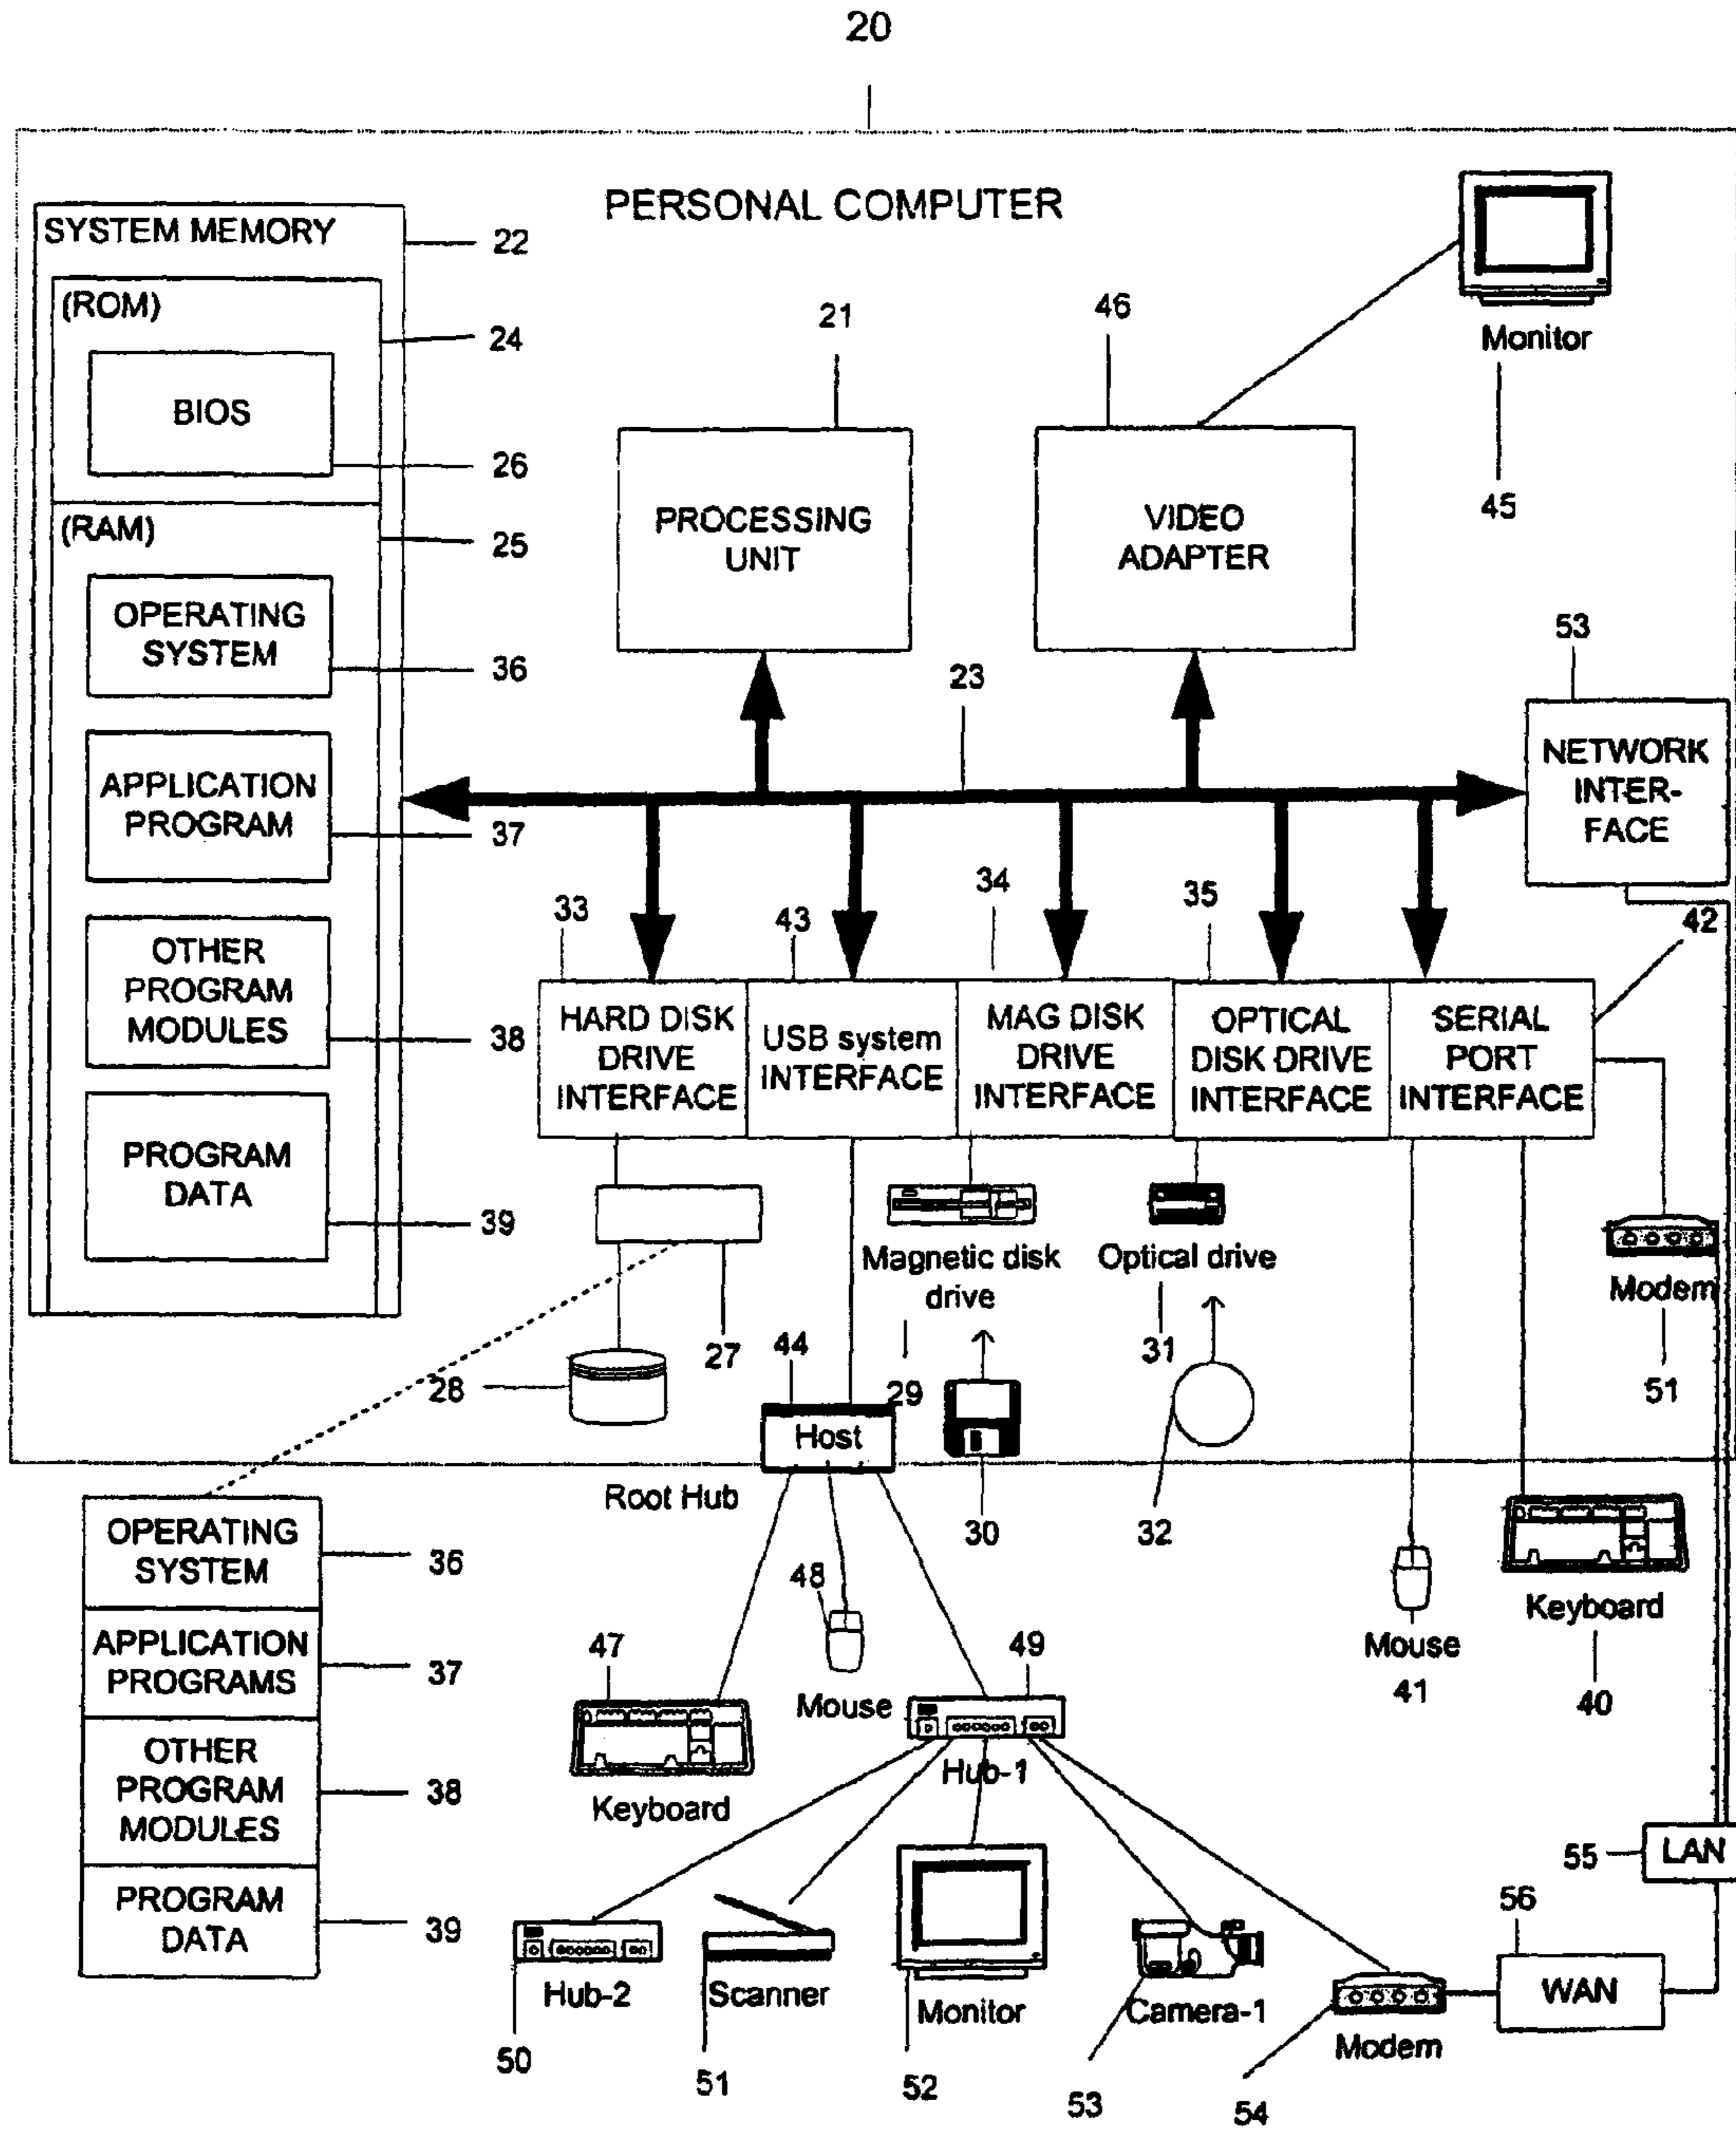 20
PERSONAL COMPUTER
SYSTEM MEMORY
22
(ROM)
24
BIOS
26
(RAM)
25
OPERATING
SYSTEM
36
APPLICATION
PROGRAM
37
OTHER
PROGRAM
MODULES
38
PROGRAM
DATA
39
21
PROCESSING
UNIT
46
VIDEO
ADAPTER
Monitor
45
23
53
NETWORK
INTER-
FACE
33
HARD DISK
DRIVE
INTERFACE
43
USB system
INTERFACE
34
MAG DISK
DRIVE
INTERFACE
35
OPTICAL
DISK DRIVE
INTERFACE
42
SERIAL
PORT
INTERFACE
27
28
44
Host
Root Hub
Magnetic disk
drive
29
30
Optical drive
31
32
Modem
51
OPERATING
SYSTEM
36
APPLICATION
PROGRAMS
37
OTHER
PROGRAM
MODULES
38
PROGRAM
DATA
39
47
Keyboard
48
Mouse
49
Hub-1
Mouse
41
Keyboard
40
55
LAN
56
WAN
Hub-2
50
Scanner
51
Monitor
52
Camera-1
53
Modem
54